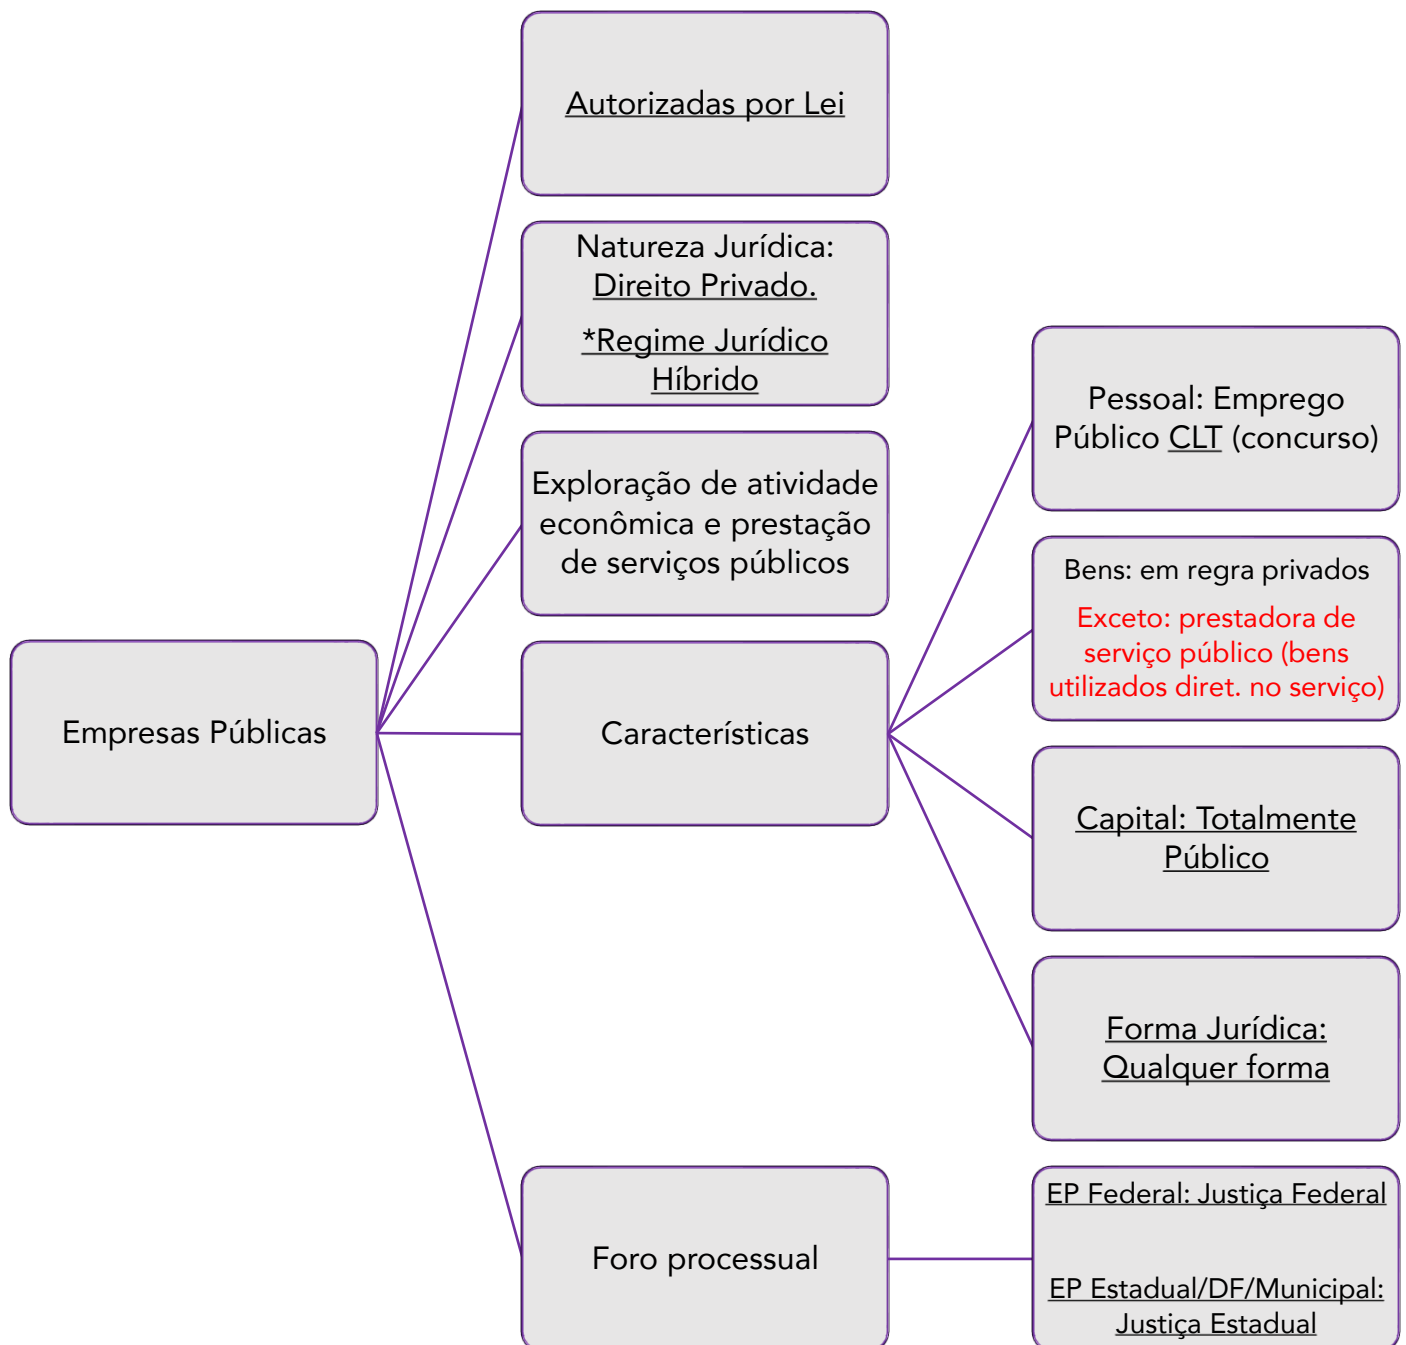 Autorizadas por Lei
Natureza Jurídica:
Direito Privado.
*Regime Jurídico
Híbrido
Exploração de atividade
econômica e prestação
de serviços públicos
Empresas Públicas
Características
Pessoal: Emprego
Público CLT (concurso)
Bens: em regra privados
Exceto: prestadora de
serviço público (bens
utilizados diret. no serviço)
Capital: Totalmente
Público
Forma Jurídica:
Qualquer forma
Foro processual
EP Federal: Justiça Federal
EP Estadual/DF/Municipal:
Justiça Estadual